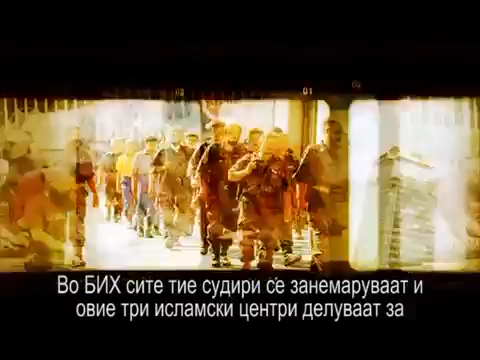 Во БИХ сите тие судири се занемаруваат и
овие три исламски центри делуваат за